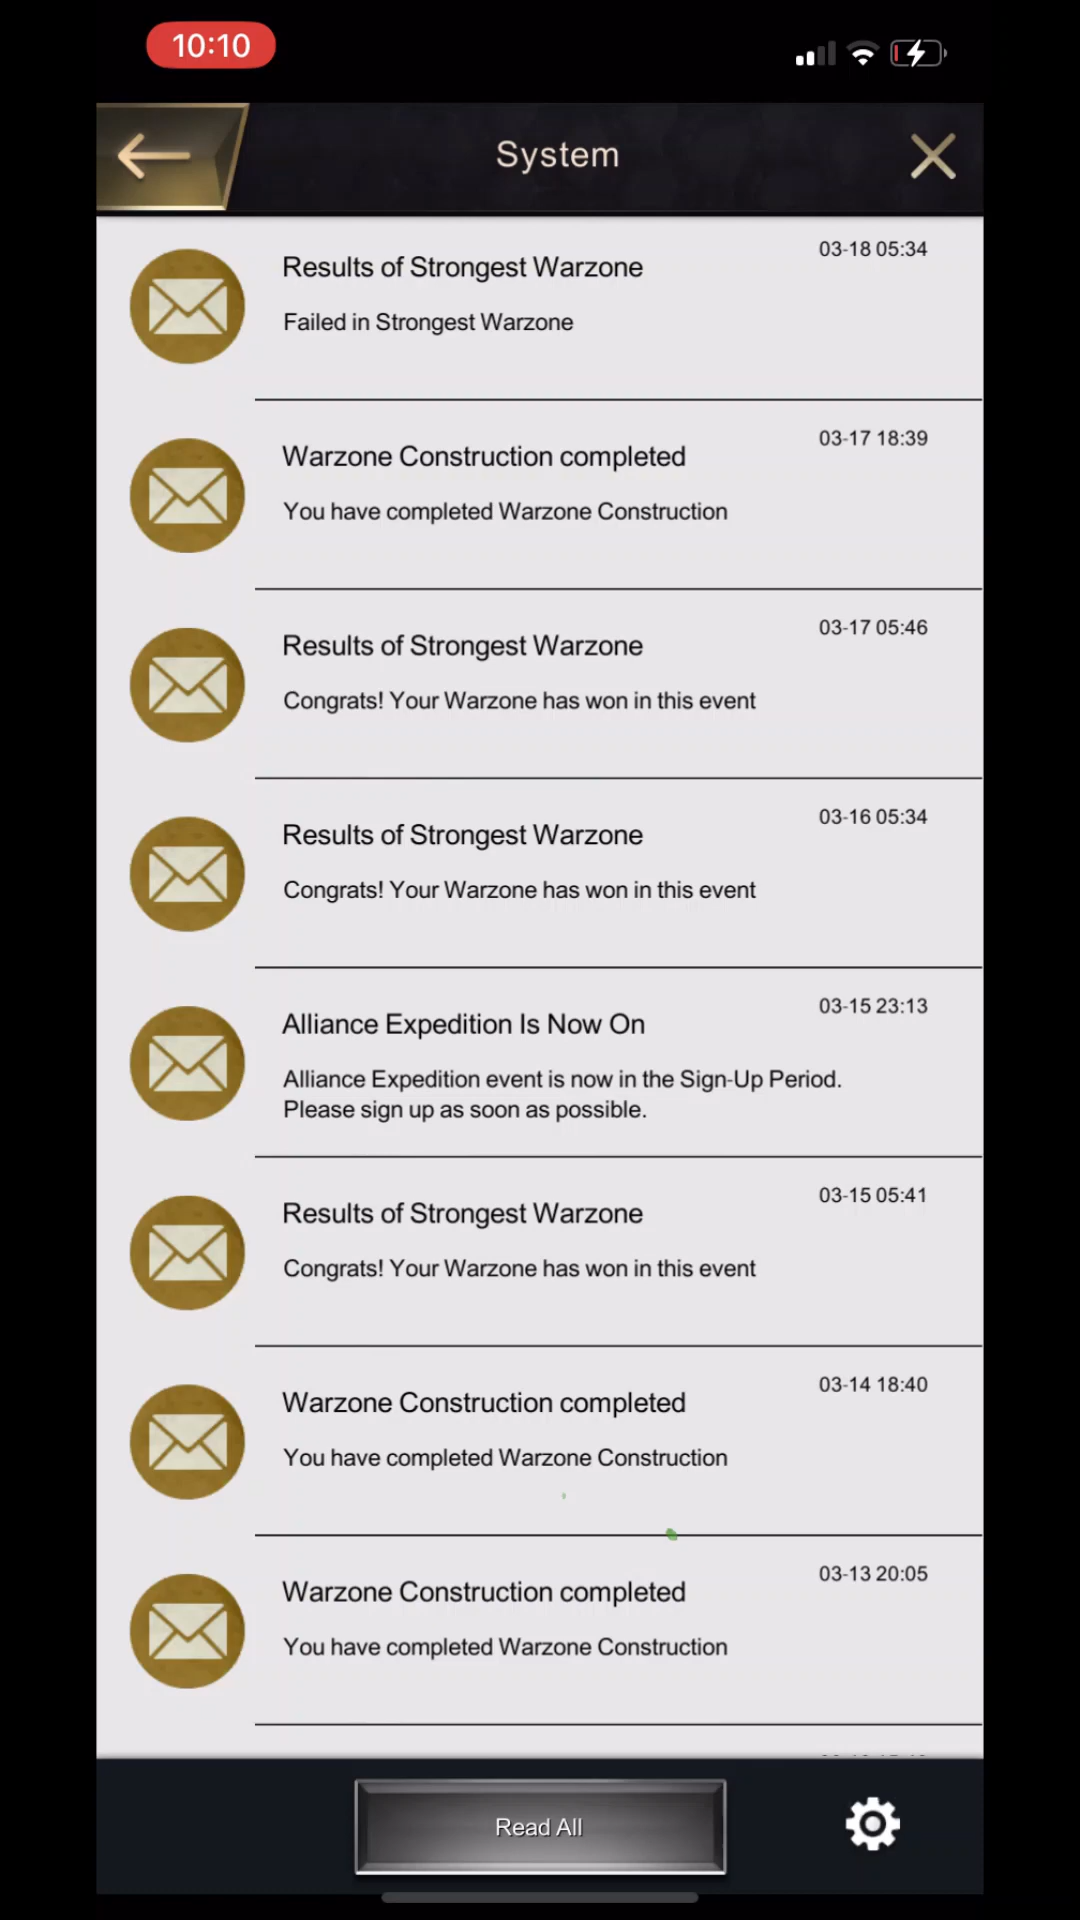 10:10
System
Results of Strongest Warzone
03-18 05:34
Failed in Strongest Warzone
Warzone Construction completed
03-17 18:39
You have completed Warzone Construction
Results of Strongest Warzone
03-17 05:46
Congrats! Your Warzone has won in this event
Results of Strongest Warzone
03-16 05:34
Congrats! Your Warzone has won in this event
Alliance Expedition Is Now On
03-15 23:13
Alliance Expedition event is now in the Sign-Up Period.
Please sign up as soon as possible.
Results of Strongest Warzone
03-15 05:41
Congrats! Your Warzone has won in this event
Warzone Construction completed
03-14 18:40
You have completed Warzone Construction
Warzone Construction completed
03-13 20:05
You have completed Warzone Construction
Read All